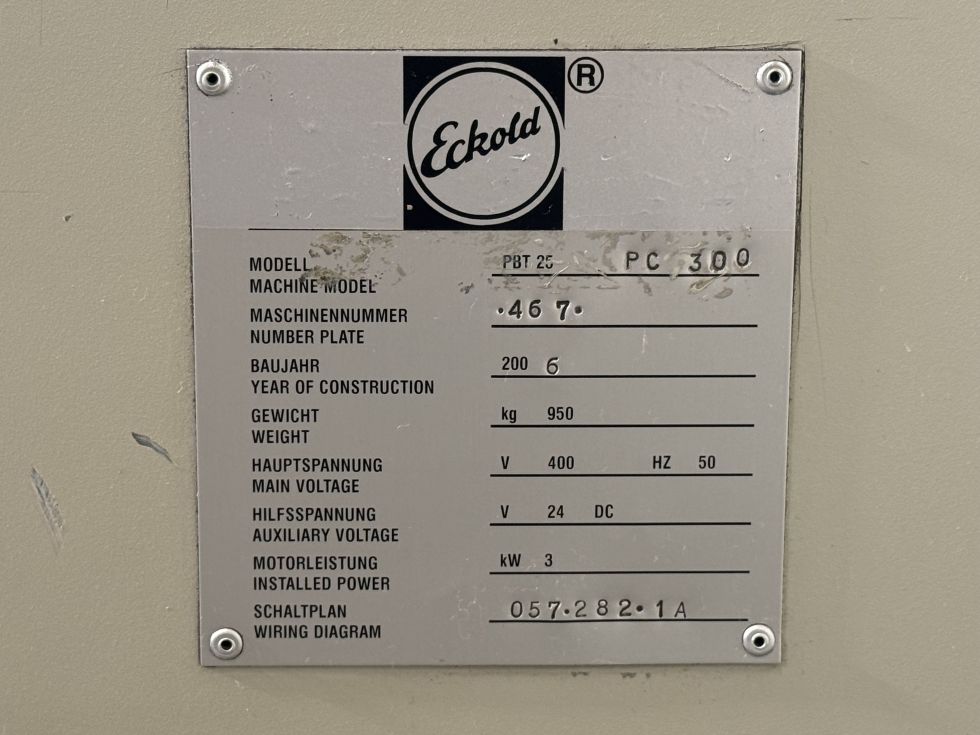 Eckold ®
MODELL PBT 25 PC 300
MACHINE MODEL
MASCHINENNUMMER ·467·
NUMBER PLATE
BAUJAHR 200 6
YEAR OF CONSTRUCTION
GEWICHT kg 950
WEIGHT
HAUPTSPANNUNG V 400 HZ 50
MAIN VOLTAGE
HILFSSPANNUNG V 24 DC
AUXILIARY VOLTAGE
MOTORLEISTUNG kW 3
INSTALLED POWER
SCHALTPLAN 057·282·1A
WIRING DIAGRAM